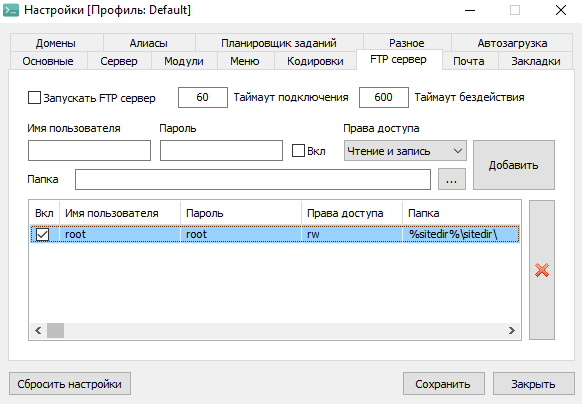 Настройки [Профиль: Default]
Домены Алиасы Планировщик заданий Разное Автозагрузка
Основные Сервер Модули Меню Кодировки FTP сервер Почта Закладки
Запускать FTP сервер 60 Таймаут подключения 600 Таймаут бездействия
Имя пользователя Пароль Права доступа
Вкл Чтение и запись Добавить
Папка ...
Вкл Имя пользователя Пароль Права доступа Папка
root root rw %sitedir%\sitedir\
Сбросить настройки Сохранить Закрыть